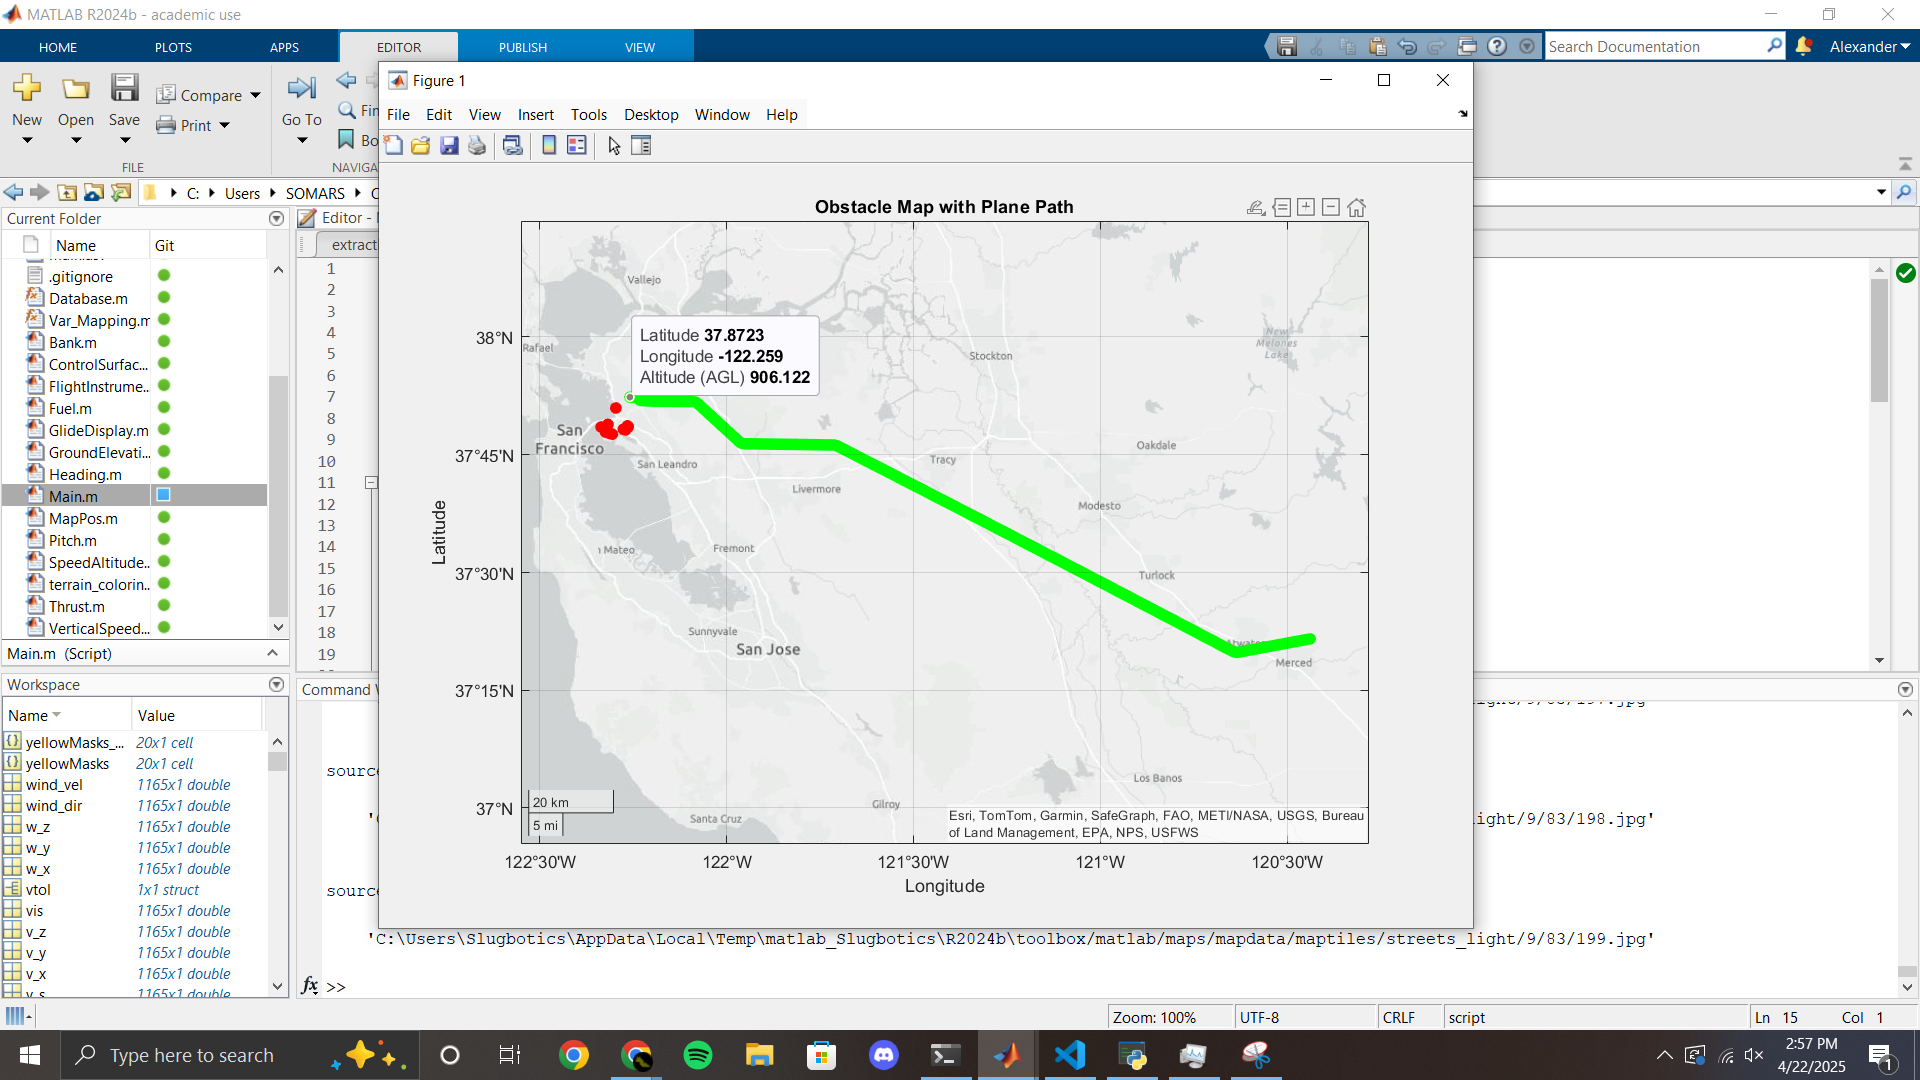 MATLAB R2024b - academic use
HOME
PLOTS
APPS
EDITOR
PUBLISH
VIEW
Search Documentation
Alexander
New
Open
Save
Compare
Print
Go To
FILE
Figure 1
File Edit View Insert Tools Desktop Window Help
C:
Users
SOMARS
Current Folder
Name
Git
.gitignore
Database.m
Var_Mapping.m
Bank.m
ControlSurfac...
FlightInstrume...
Fuel.m
GlideDisplay.m
GroundElevati...
Heading.m
Main.m
MapPos.m
Pitch.m
SpeedAltitude...
terrain_colorin...
Thrust.m
VerticalSpeed...
Main.m (Script)
Workspace
Name
Value
yellowMasks_... 20x1 cell
yellowMasks 20x1 cell
wind_vel 1165x1 double
wind_dir 1165x1 double
w_z 1165x1 double
w_y 1165x1 double
w_x 1165x1 double
vtol 1x1 struct
vis 1165x1 double
v_z 1165x1 double
v_y 1165x1 double
v_x 1165x1 double
1165x1 double
Editor -
extract
1
2
3
4
5
6
7
8
9
10
11
12
13
14
15
16
17
18
19
Obstacle Map with Plane Path
Latitude 37.8723
Longitude -122.259
Altitude (AGL) 906.122
Vallejo
Rafael
Stockton
New
Melones
Lake
San
Francisco
San Leandro
Tracy
Oakdale
Livermore
Modesto
Mateo
Fremont
Turlock
Sunnyvale
San Jose
Merced
Los Banos
Gilroy
Santa Cruz
38°N
37°45'N
37°30'N
37°15'N
37°N
Latitude
20 km
5 mi
Esri, TomTom, Garmin, SafeGraph, FAO, METI/NASA, USGS, Bureau
of Land Management, EPA, NPS, USFWS
122°30'W
122°W
121°30'W
121°W
120°30'W
Longitude
Command
source
ight/9/83/198.jpg'
source
'C:\Users\Slugbotics\AppData\Local\Temp\matlab_Slugbotics\R2024b\toolbox/matlab/maps/mapdata/maptiles/streets_light/9/83/199.jpg'
fx >>
Zoom: 100%
UTF-8
CRLF
script
Ln 15
Col 1
Type here to search
2:57 PM
4/22/2025
1